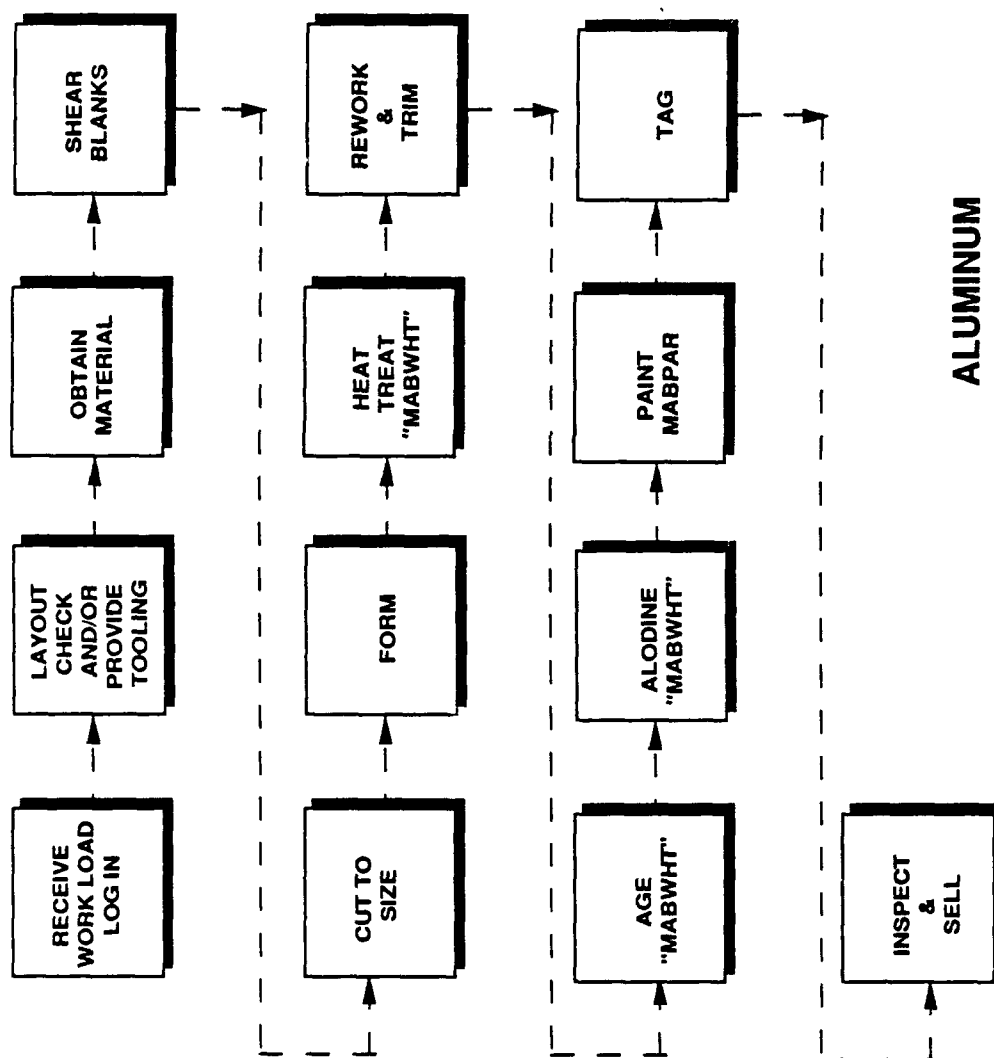 RECEIVE
WORK LOAD
LOG IN
LAYOUT
CHECK
AND/OR
PROVIDE
TOOLING
OBTAIN
MATERIAL
SHEAR
BLANKS
CUT TO
SIZE
FORM
HEAT
TREAT
"MABWHT"
REWORK
&
TRIM
AGE
"MABWHT"
ALODINE
"MABWHT"
PAINT
MABPAR
TAG
INSPECT
&
SELL
ALUMINUM